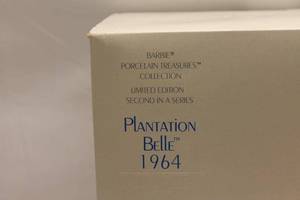 BARBIE™
PORCELAIN TREASURES™
COLLECTION
LIMITED EDITION
SECOND IN A SERIES
PLANTATION
BELLE™
1964